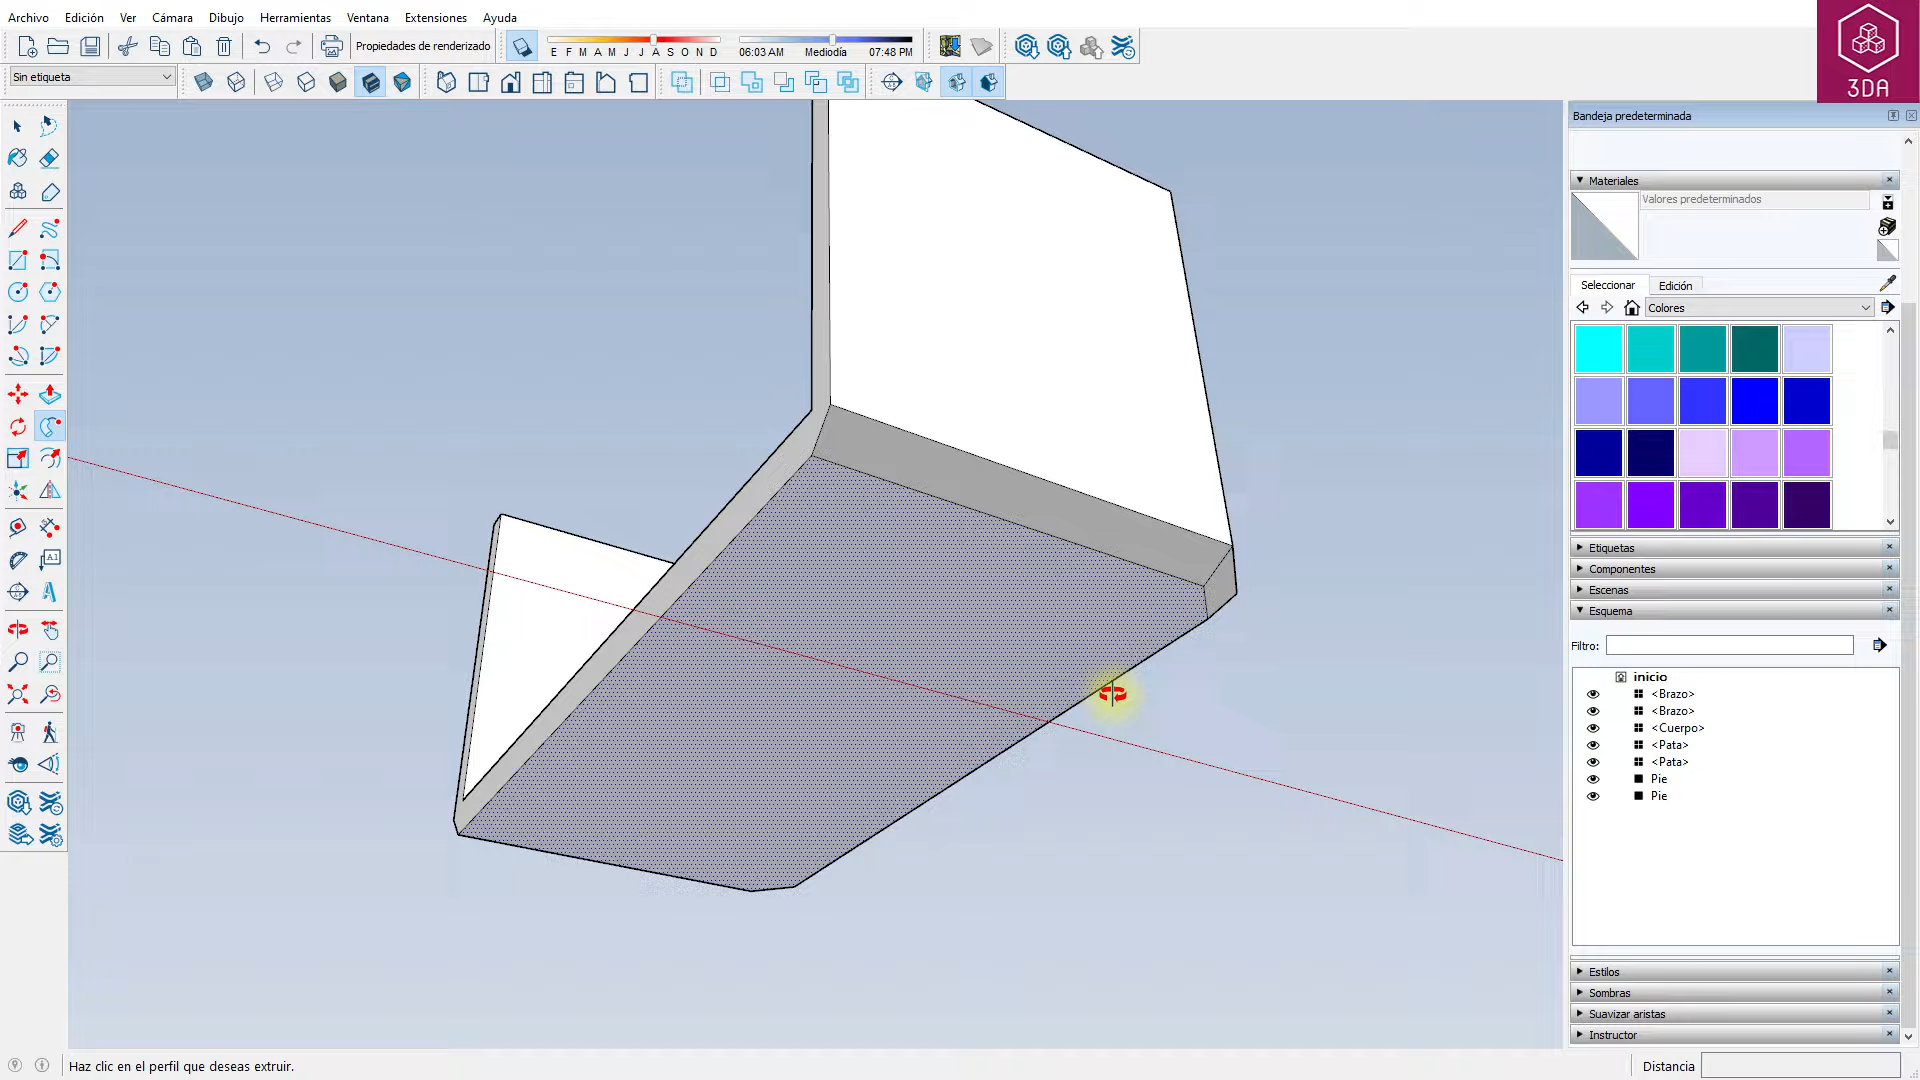 Archivo Edición Ver Cámara Dibujo Herramientas Ventana Extensiones Ayuda
Propiedades de renderizado
E F M A M J J A S O N D
06:03 AM Mediodía 07:48 PM
3DA
Sin etiqueta
Bandeja predeterminada
Materiales
Valores predeterminados
Seleccionar Edición
Colores
Etiquetas
Componentes
Escenas
Esquema
Filtro:
inicio
<Brazo>
<Brazo>
<Cuerpo>
<Pata>
<Pata>
Pie
Pie
Estilos
Sombras
Suavizar aristas
Instructor
Haz clic en el perfil que deseas extruir.
Distancia